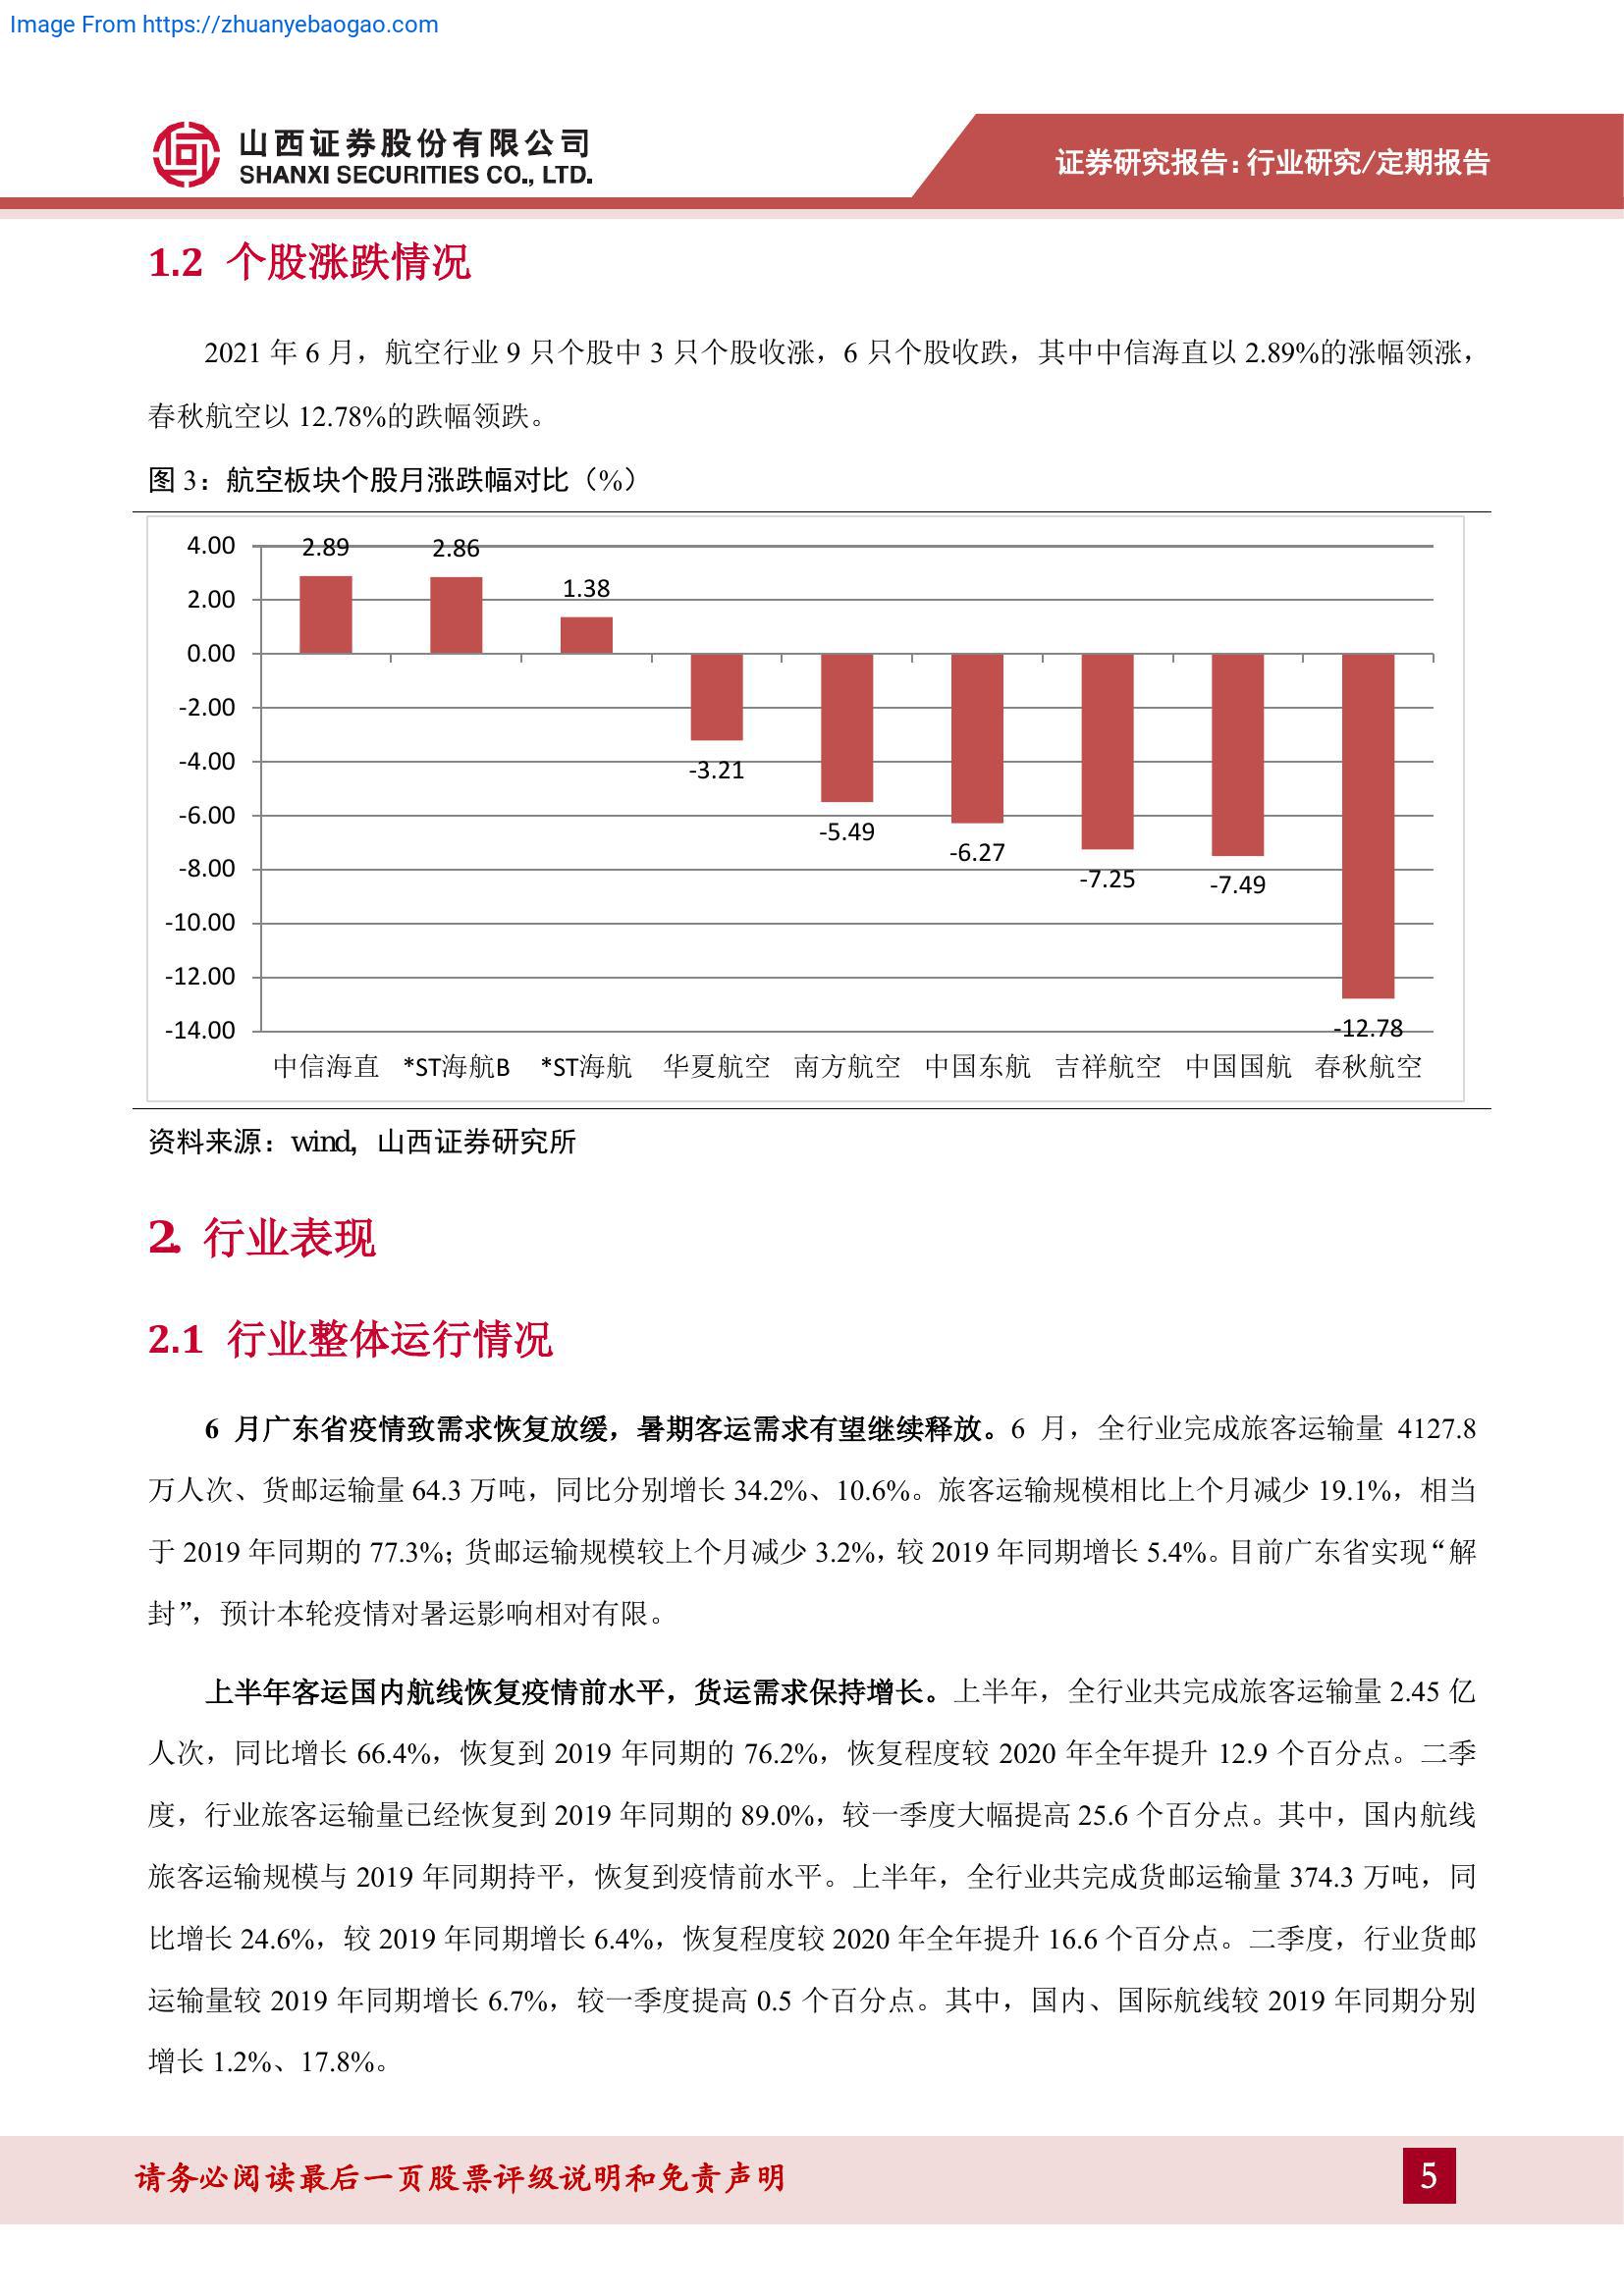 Image From https://zhuanyebaogao.com
山西证券股份有限公司
SHANXI SECURITIES CO., LTD.
证券研究报告:行业研究/定期报告
1.2 个股涨跌情况
2021 年 6 月，航空行业 9 只个股中 3 只个股收涨，6 只个股收跌，其中中信海直以 2.89%的涨幅领涨，
春秋航空以 12.78%的跌幅领跌。
图 3：航空板块个股月涨跌幅对比（%）
4.00
2.00
0.00
-2.00
-4.00
-6.00
-8.00
-10.00
-12.00
-14.00
2.89 2.86 1.38 -3.21 -5.49 -6.27 -7.25 -7.49 -12.78
中信海直 *ST海航B *ST海航 华夏航空 南方航空 中国东航 吉祥航空 中国国航 春秋航空
资料来源：wind，山西证券研究所
2. 行业表现
2.1 行业整体运行情况
6 月广东省疫情致需求恢复放缓，暑期客运需求有望继续释放。6 月，全行业完成旅客运输量 4127.8
万人次、货邮运输量 64.3 万吨，同比分别增长 34.2%、10.6%。旅客运输规模相比上个月减少 19.1%，相当
于 2019 年同期的 77.3%；货邮运输规模较上个月减少 3.2%，较 2019 年同期增长 5.4%。目前广东省实现“解
封”，预计本轮疫情对暑运影响相对有限。
上半年客运国内航线恢复疫情前水平，货运需求保持增长。上半年，全行业共完成旅客运输量 2.45 亿
人次，同比增长 66.4%，恢复到 2019 年同期的 76.2%，恢复程度较 2020 年全年提升 12.9 个百分点。二季
度，行业旅客运输量已经恢复到 2019 年同期的 89.0%，较一季度大幅提高 25.6 个百分点。其中，国内航线
旅客运输规模与 2019 年同期持平，恢复到疫情前水平。上半年，全行业共完成货邮运输量 374.3 万吨，同
比增长 24.6%，较 2019 年同期增长 6.4%，恢复程度较 2020 年全年提升 16.6 个百分点。二季度，行业货邮
运输量较 2019 年同期增长 6.7%，较一季度提高 0.5 个百分点。其中，国内、国际航线较 2019 年同期分别
增长 1.2%、17.8%。
请务必阅读最后一页股票评级说明和免责声明
5